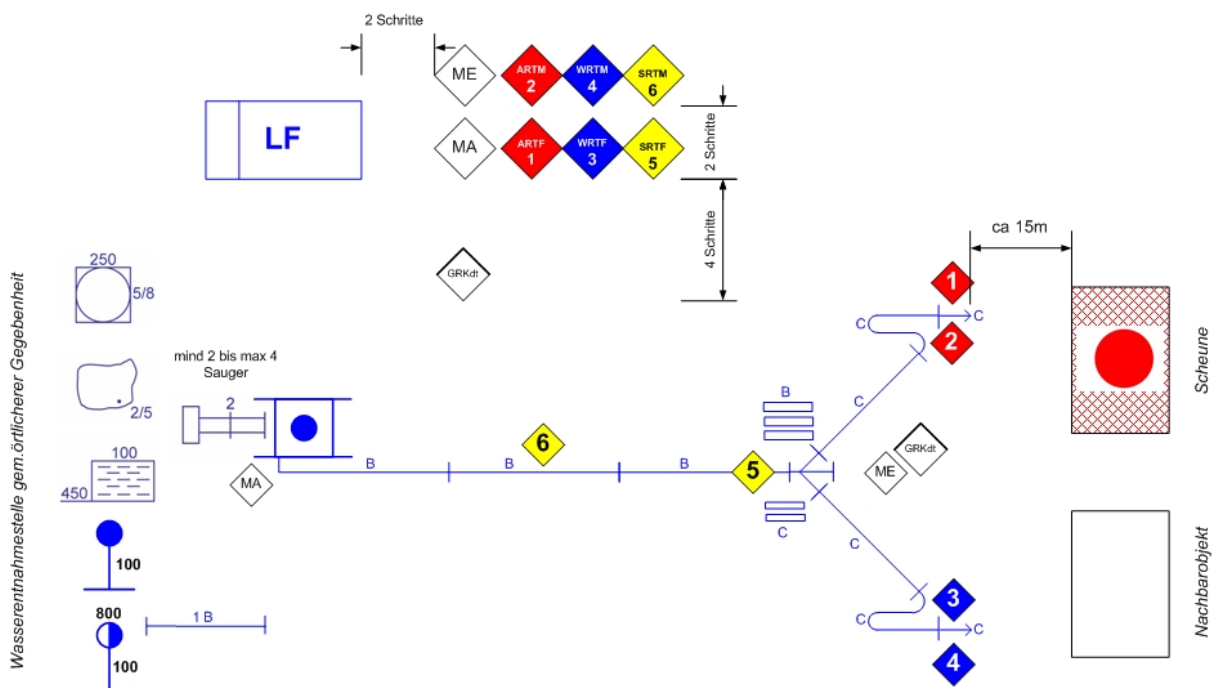 2 Schritte
ME
ARTM
2
WRTM
4
SRTM
6
LF
MA
ARTF
1
WRTF
3
SRTF
5
2 Schritte
4 Schritte
GRKdt
ca 15m
Wasserentnahmestelle gem.örtlicherer Gegebenheit
250
5/8
1
C
C
2
Scheune
mind 2 bis max 4
Sauger
2/5
2
B
C
6
GRKdt
ME
100
450
MA
B
B
B
5
C
C
100
Nachbarobjekt
800
1 B
100
3
C
C
4